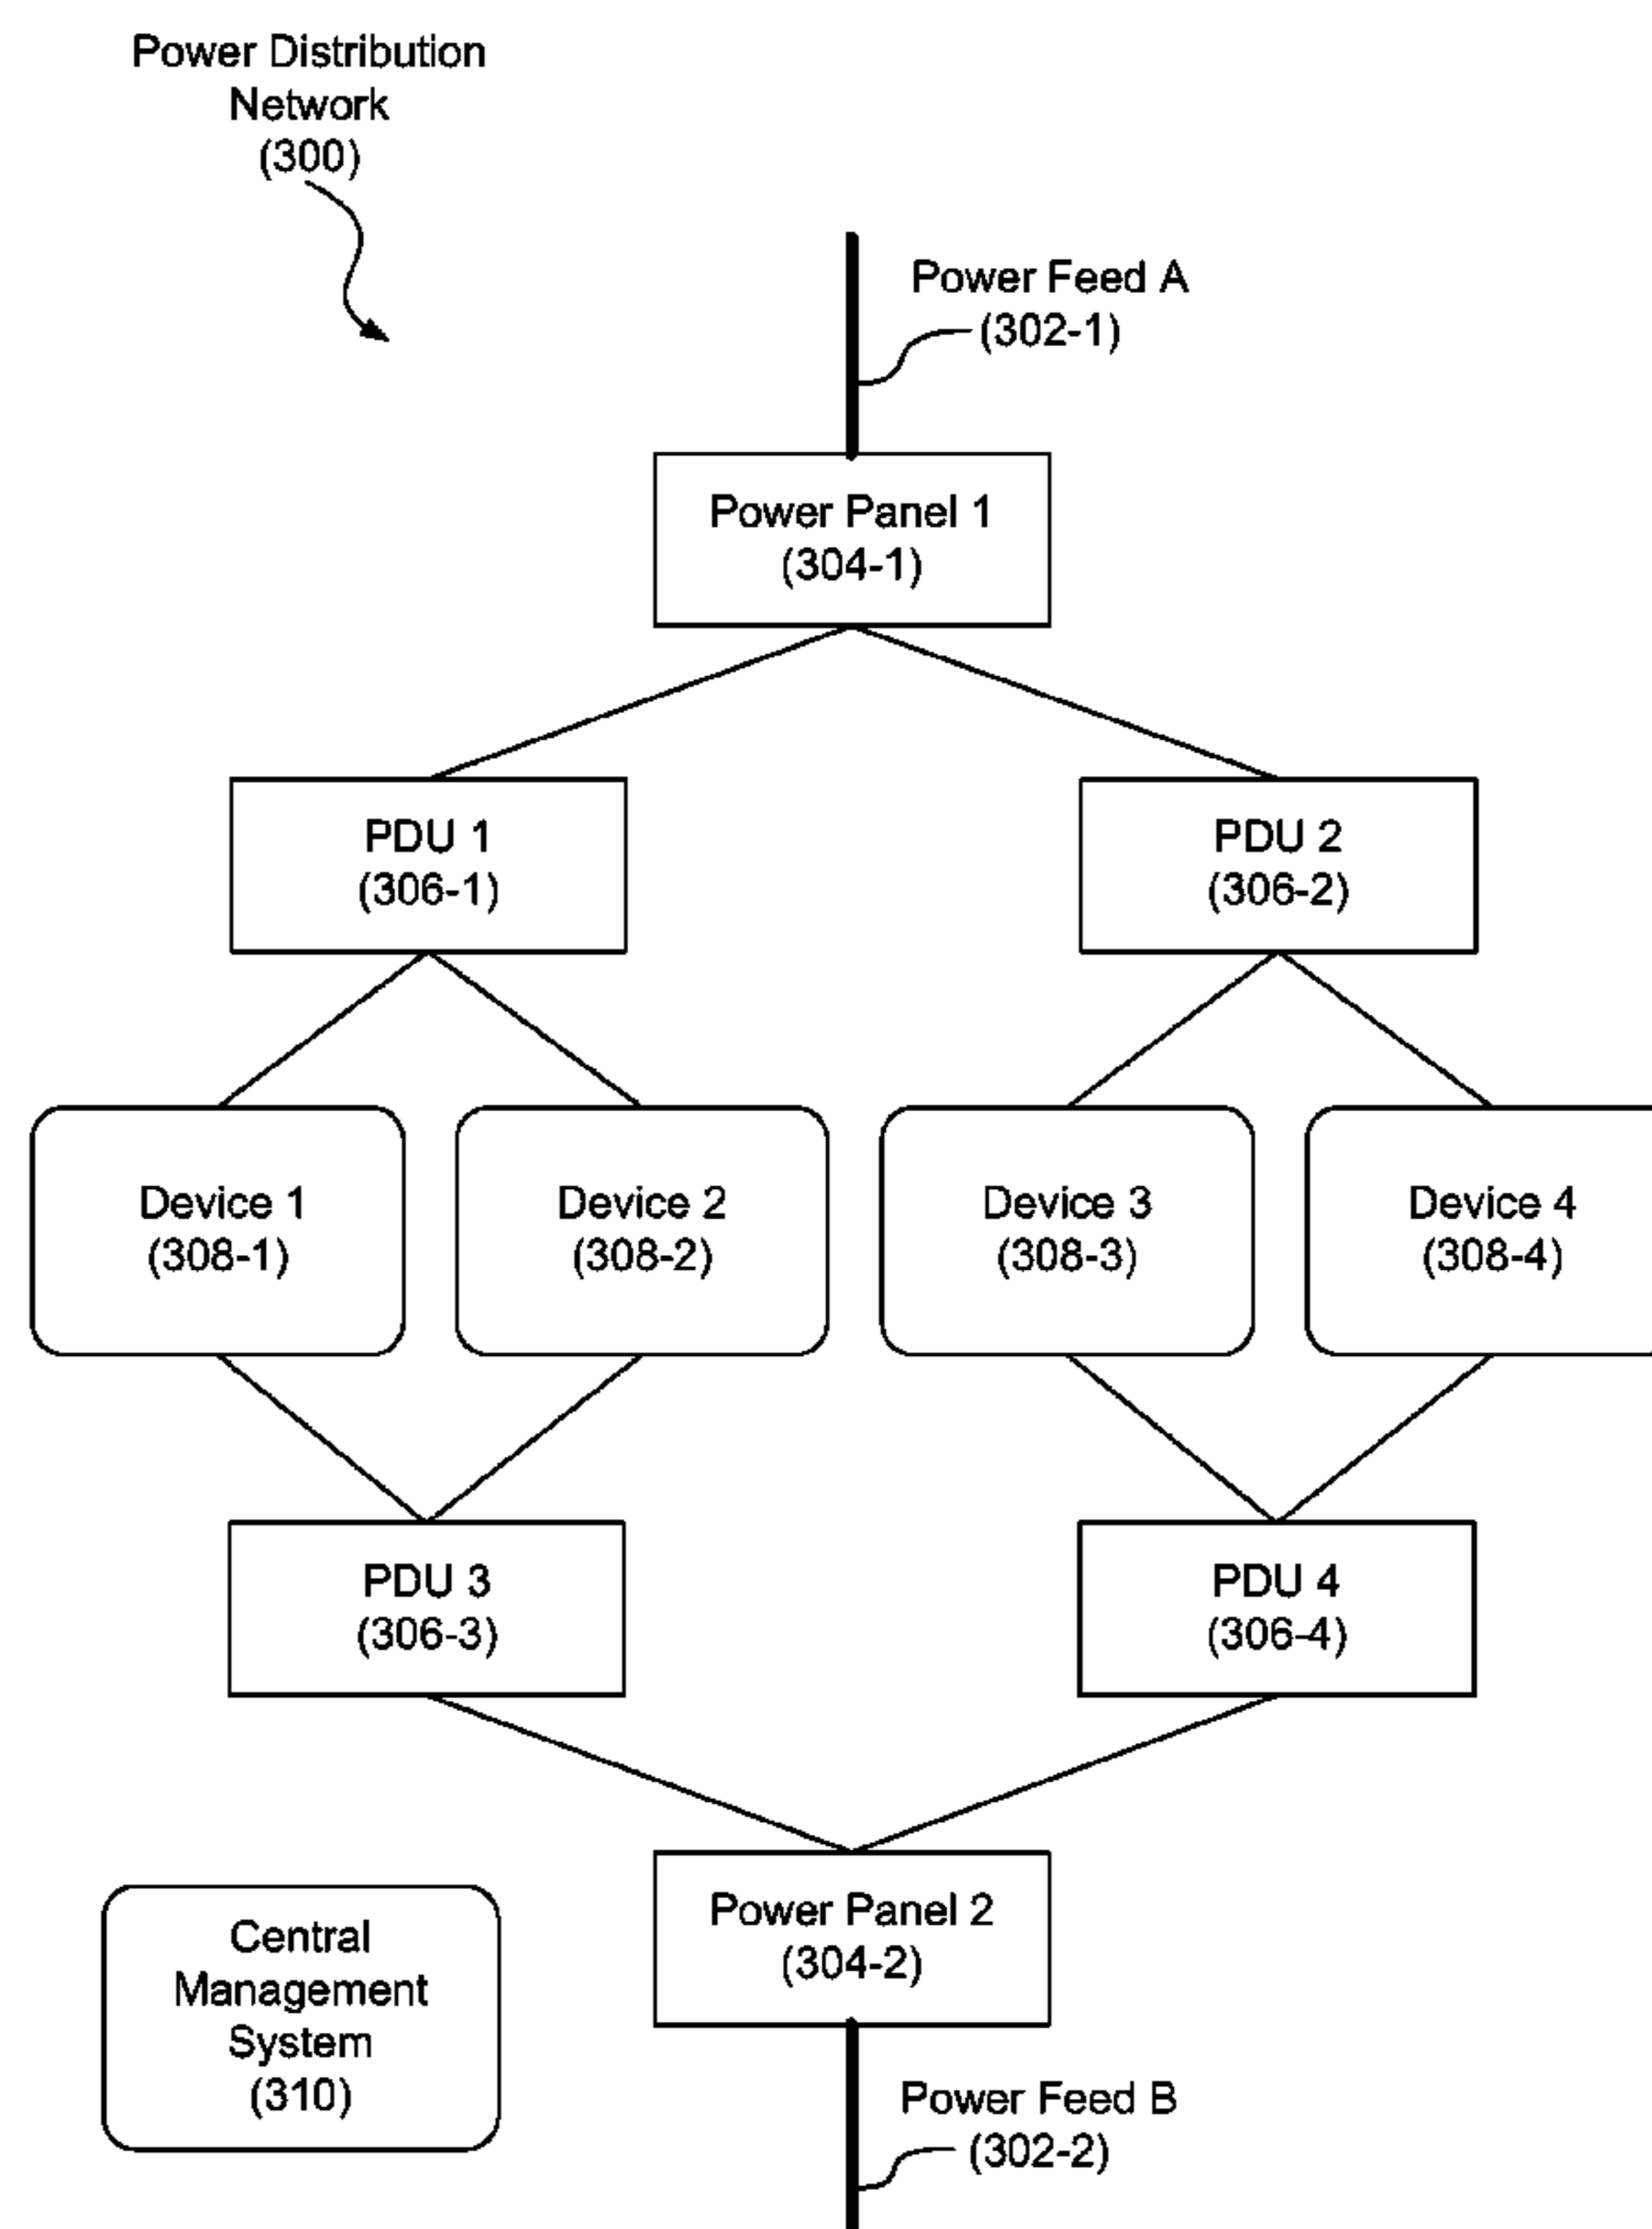 Power Distribution
Network
(300)
Power Feed A
(302-1)
Power Panel 1
(304-1)
PDU 1
(306-1)
PDU 2
(306-2)
Device 1
(308-1)
Device 2
(308-2)
Device 3
(308-3)
Device 4
(308-4)
PDU 3
(306-3)
PDU 4
(306-4)
Power Panel 2
(304-2)
Central
Management
System
(310)
Power Feed B
(302-2)